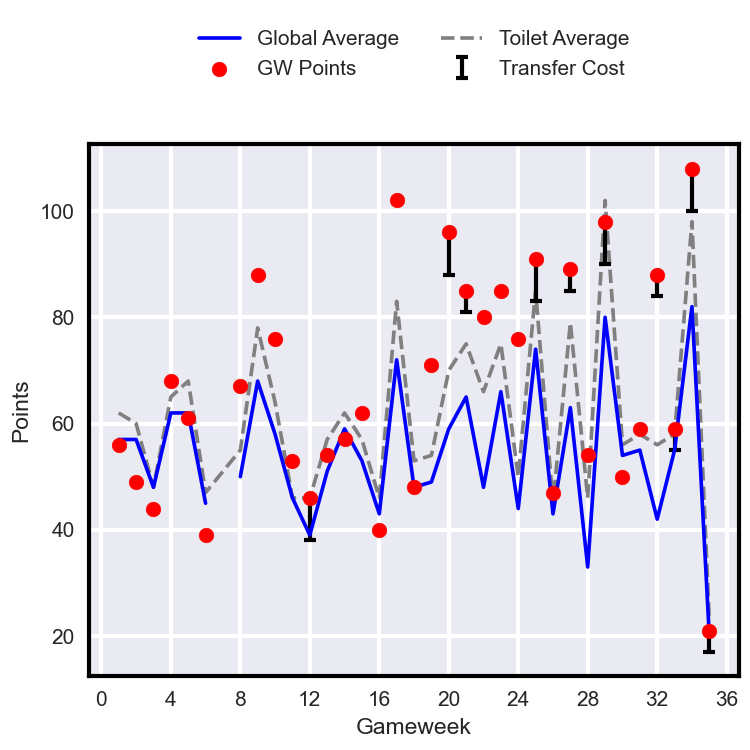 Global Average Toilet Average
GW Points Transfer Cost
100
80
60
40
20
Points
0 4 8 12 16 20 24 28 32 36
Gameweek